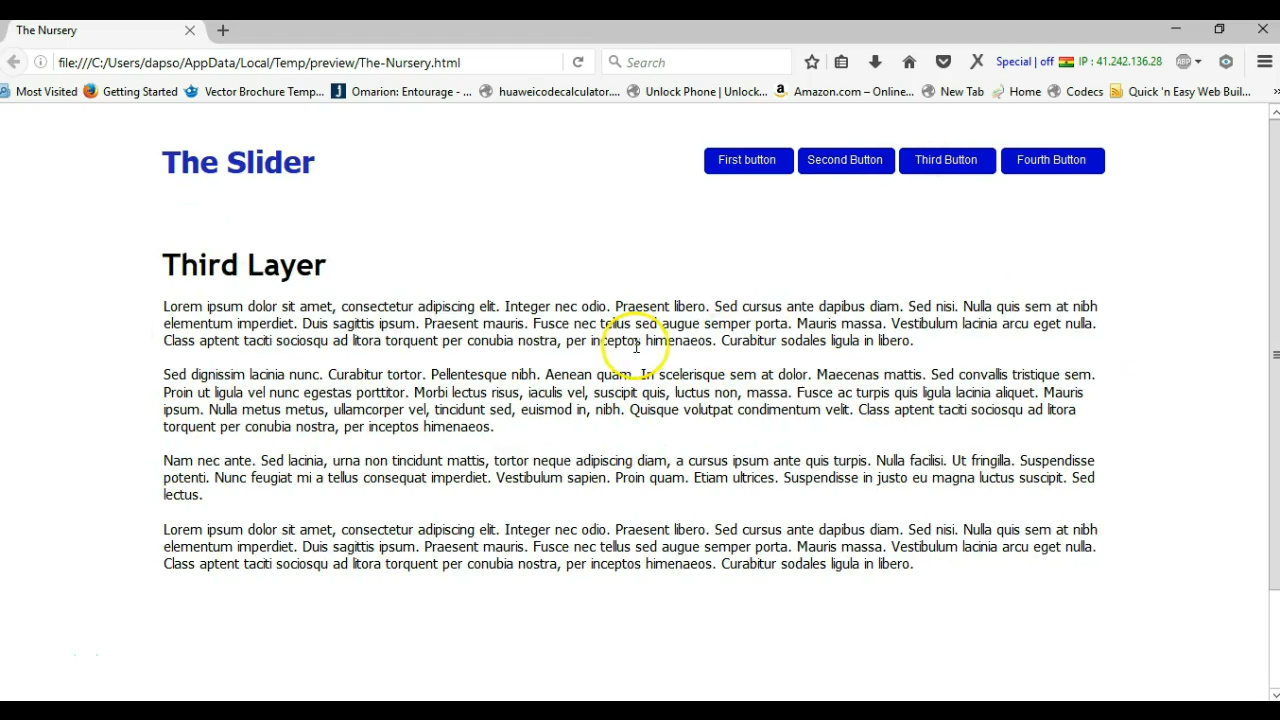 The Nursery
file:///C:/Users/dapso/AppData/Local/Temp/preview/The-Nursery.html
Search
Special | off
IP : 41.242.136.28
ABP
Most Visited
Getting Started
Vector Brochure Temp...
Omarion: Entourage - ...
huaweicodecalculator....
Unlock Phone | Unlock...
Amazon.com – Online...
New Tab
Home
Codecs
Quick 'n Easy Web Buil...
The Slider
First button
Second Button
Third Button
Fourth Button
Third Layer
Lorem ipsum dolor sit amet, consectetur adipiscing elit. Integer nec odio. Praesent libero. Sed cursus ante dapibus diam. Sed nisi. Nulla quis sem at nibh
elementum imperdiet. Duis sagittis ipsum. Praesent mauris. Fusce nec tellus sed augue semper porta. Mauris massa. Vestibulum lacinia arcu eget nulla.
Class aptent taciti sociosqu ad litora torquent per conubia nostra, per inceptos himenaeos. Curabitur sodales ligula in libero.
Sed dignissim lacinia nunc. Curabitur tortor. Pellentesque nibh. Aenean quam. In scelerisque sem at dolor. Maecenas mattis. Sed convallis tristique sem.
Proin ut ligula vel nunc egestas porttitor. Morbi lectus risus, iaculis vel, suscipit quis, luctus non, massa. Fusce ac turpis quis ligula lacinia aliquet. Mauris
ipsum. Nulla metus metus, ullamcorper vel, tincidunt sed, euismod in, nibh. Quisque volutpat condimentum velit. Class aptent taciti sociosqu ad litora
torquent per conubia nostra, per inceptos himenaeos.
Nam nec ante. Sed lacinia, urna non tincidunt mattis, tortor neque adipiscing diam, a cursus ipsum ante quis turpis. Nulla facilisi. Ut fringilla. Suspendisse
potenti. Nunc feugiat mi a tellus consequat imperdiet. Vestibulum sapien. Proin quam. Etiam ultrices. Suspendisse in justo eu magna luctus suscipit. Sed
lectus.
Lorem ipsum dolor sit amet, consectetur adipiscing elit. Integer nec odio. Praesent libero. Sed cursus ante dapibus diam. Sed nisi. Nulla quis sem at nibh
elementum imperdiet. Duis sagittis ipsum. Praesent mauris. Fusce nec tellus sed augue semper porta. Mauris massa. Vestibulum lacinia arcu eget nulla.
Class aptent taciti sociosqu ad litora torquent per conubia nostra, per inceptos himenaeos. Curabitur sodales ligula in libero.